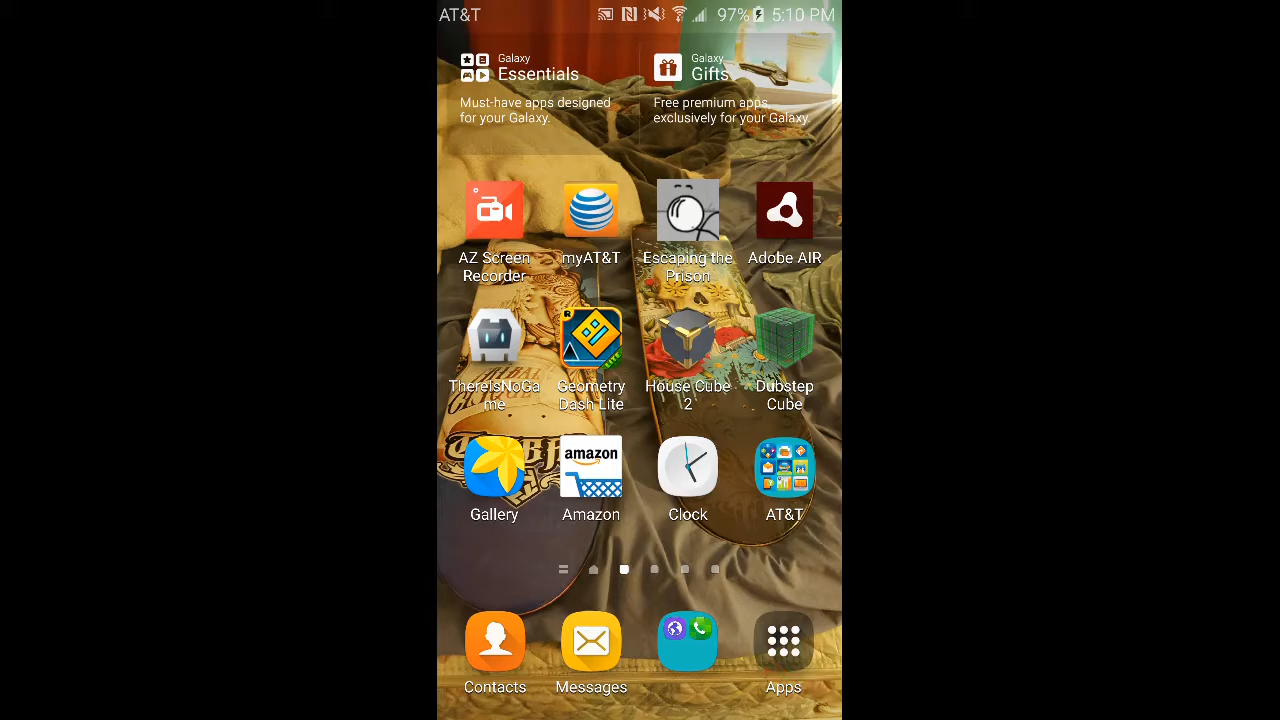 AT&T 97% 5:10 PM
Galaxy
Essentials
Must-have apps designed
for your Galaxy.
Galaxy
Gifts
Free premium apps,
exclusively for your Galaxy.
AZ Screen
Recorder
myAT&T
Escaping the
Prison
Adobe AIR
ThereIsNoGa
me
Geometry
Dash Lite
House Cube
2
Dubstep
Cube
amazon
Gallery
Amazon
Clock
AT&T
Contacts
Messages
Apps